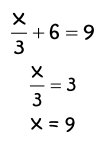 x/3 + 6 = 9
x/3 = 3
x = 9